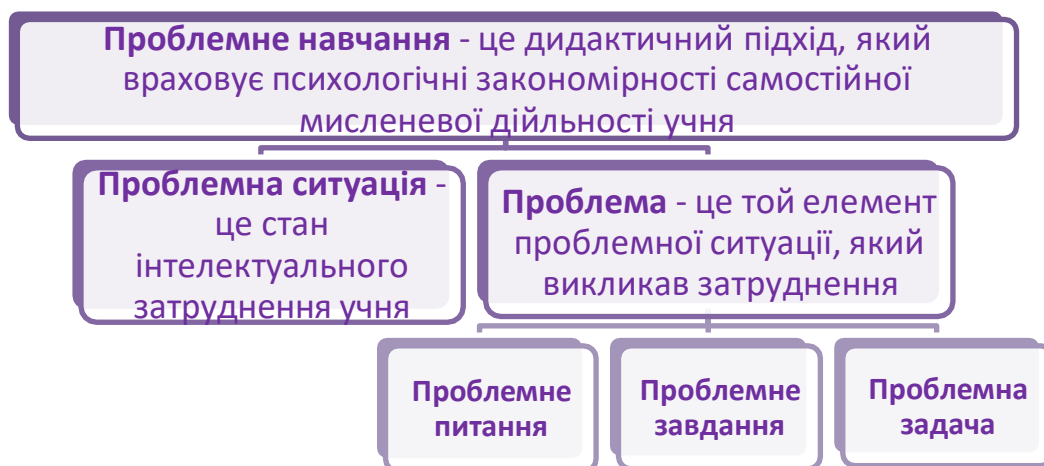 Проблемне навчання - це дидактичний підхід, який
враховує психологічні закономірності самостійної
мисленевої дійльності учня
Проблемна ситуація -
це стан
інтелектуального
затруднення учня
Проблема - це той елемент
проблемної ситуації, який
викликав затруднення
Проблемне
питання
Проблемне
завдання
Проблемна
задача